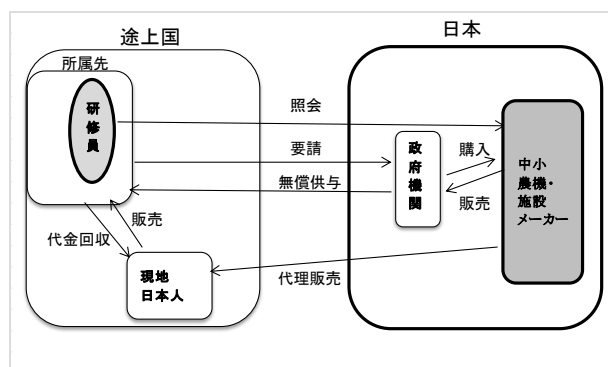 途上国
日本
所属先
研修員
照会
要請
政府機関
購入
無償供与
販売
中小
農機・
施設
メーカー
販売
代金回収
現地
日本人
代理販売